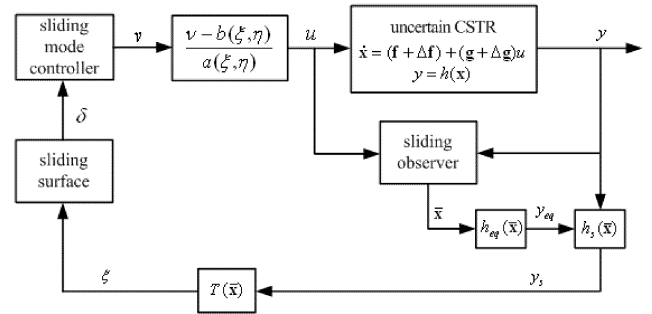 sliding
mode
controller
ν
ν − b(ξ,η)
a(ξ,η)
u
uncertain CSTR
ẋ = (f + Δf) + (g + Δg)u
y = h(x)
y
δ
sliding
surface
sliding
observer
x̄
h_eq(x̄)
y_eq
h_s(x̄)
ξ
T(x̄)
y_s